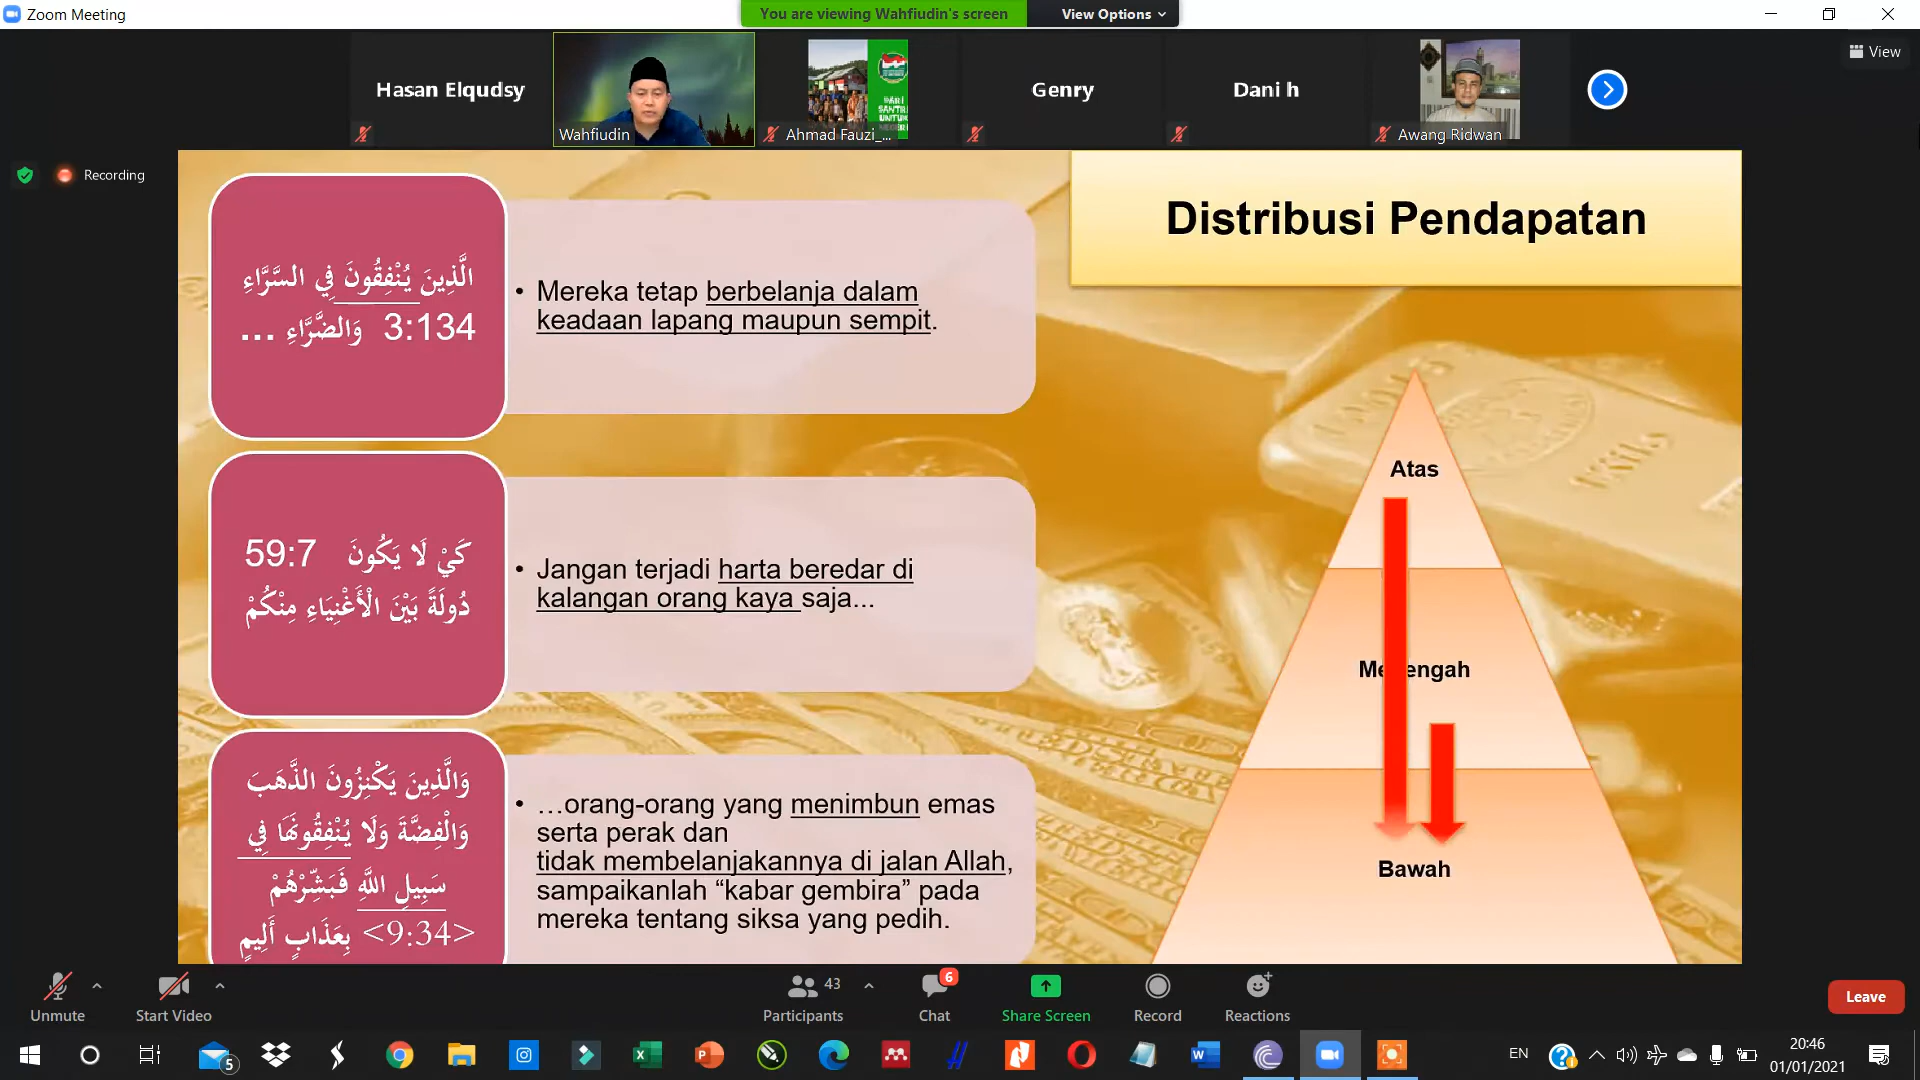 Zoom Meeting
You are viewing Wahfiudin's screen
View Options
View
Hasan Elqudsy
Wahfiudin
Ahmad Fauzi_...
Genry
Dani h
Awang Ridwan
Recording
Distribusi Pendapatan
الَّذِينَ يُنْفِقُونَ فِي السَّرَّاءِ
وَالضَّرَّاءِ ... 3:134
• Mereka tetap berbelanja dalam
keadaan lapang maupun sempit.
كَيْ لَا يَكُونَ 59:7
دُولَةً بَيْنَ الْأَغْنِيَاءِ مِنْكُمْ
• Jangan terjadi harta beredar di
kalangan orang kaya saja...
وَالَّذِينَ يَكْنِزُونَ الذَّهَبَ
وَالْفِضَّةَ وَلَا يُنْفِقُونَهَا فِي
سَبِيلِ اللَّهِ فَبَشِّرْهُمْ
بِعَذَابٍ أَلِيمٍ <9:34>
• …orang-orang yang menimbun emas
serta perak dan
tidak membelanjakannya di jalan Allah,
sampaikanlah “kabar gembira” pada
mereka tentang siksa yang pedih.
Atas
Bawah
Unmute
Start Video
43
Participants
6
Chat
Share Screen
Record
Reactions
Leave
5
EN
20:46
01/01/2021